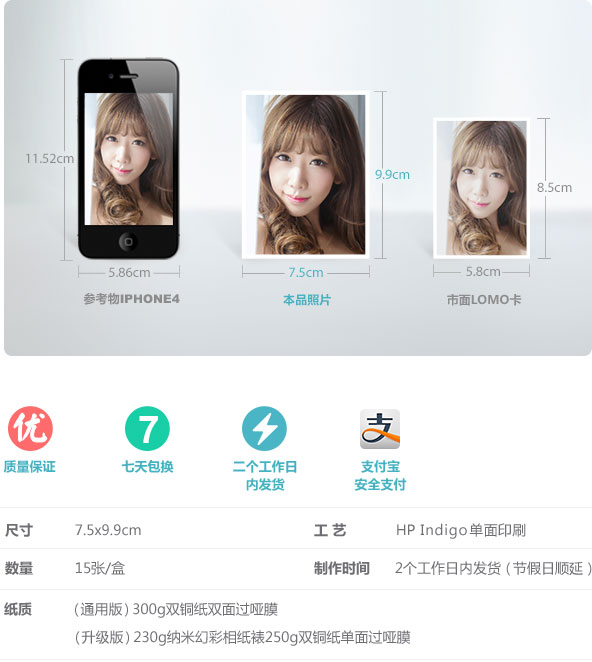 11.52cm
9.9cm
8.5cm
5.86cm
7.5cm
5.8cm
参考物IPHONE4
本品照片
市面LOMO卡
优
7
支
质量保证
七天包换
二个工作日
内发货
支付宝
安全支付
尺寸 7.5x9.9cm 工 艺 HP Indigo单面印刷
数量 15张/盒 制作时间 2个工作日内发货 ( 节假日顺延 )
纸质 (通用版) 300g双铜纸双面过哑膜
(升级版) 230g纳米幻彩相纸裱250g双铜纸单面过哑膜